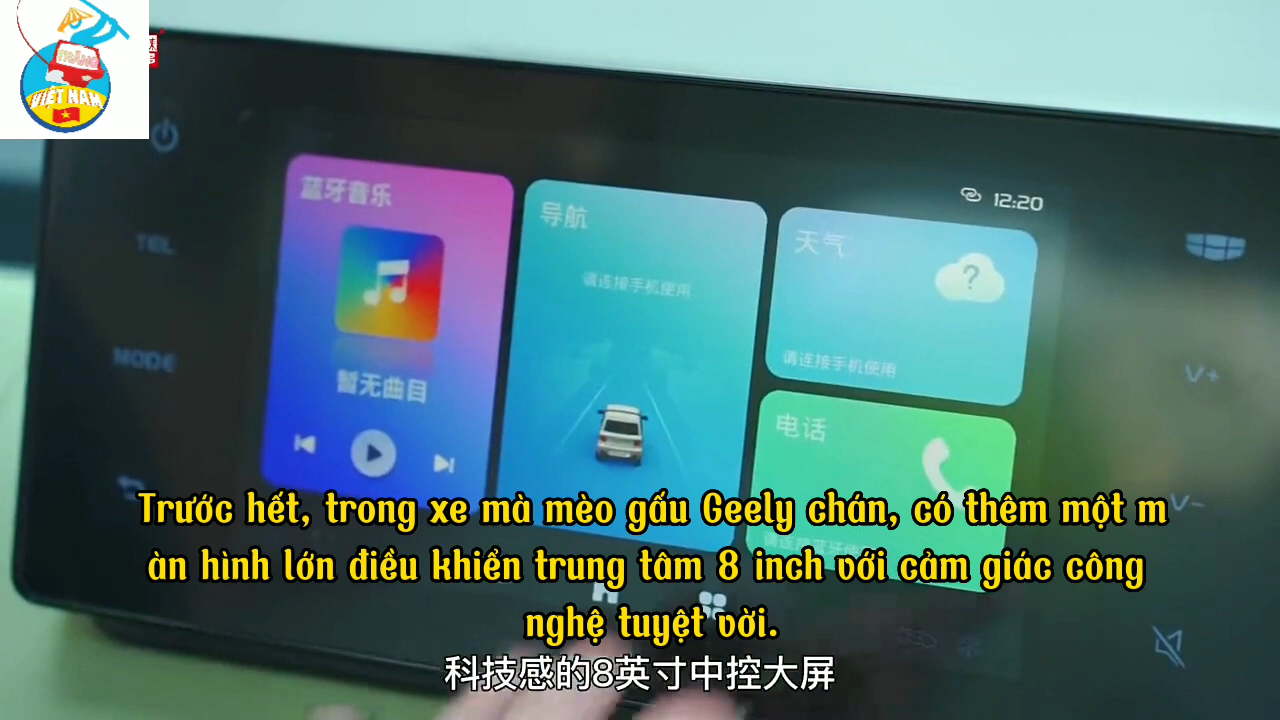 THẮNG
VIỆT NAM
TEL
MODE
蓝牙音乐
暂无曲目
导航
请连接手机使用
12:20
天气
?
请连接手机使用
电话
V+
V-
Trước hết, trong xe mà mèo gấu Geely chán, có thêm một m
àn hình lớn điều khiển trung tâm 8 inch với cảm giác công
nghệ tuyệt vời.
科技感的8英寸中控大屏